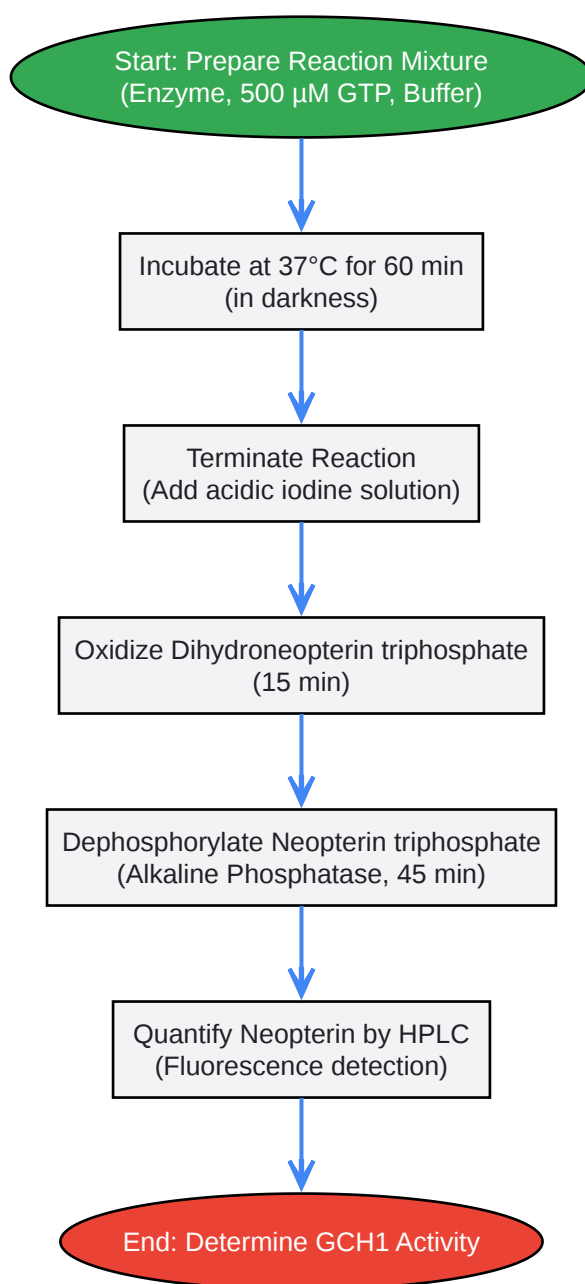 Start: Prepare Reaction Mixture
(Enzyme, 500 µM GTP, Buffer)
Incubate at 37°C for 60 min
(in darkness)
Terminate Reaction
(Add acidic iodine solution)
Oxidize Dihydroneopterin triphosphate
(15 min)
Dephosphorylate Neopterin triphosphate
(Alkaline Phosphatase, 45 min)
Quantify Neopterin by HPLC
(Fluorescence detection)
End: Determine GCH1 Activity